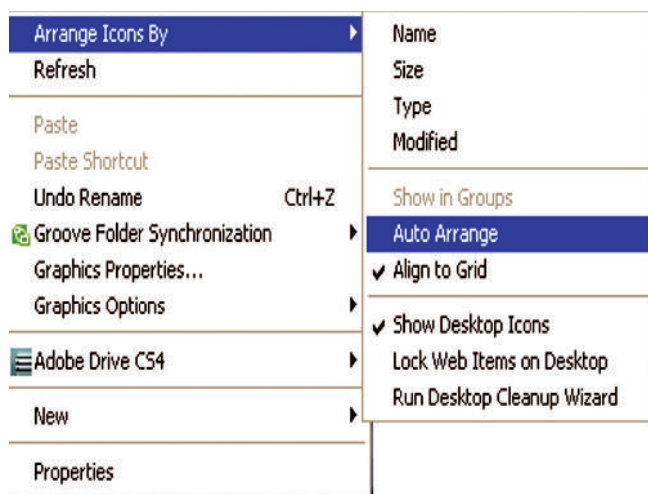 Arrange Icons By
Refresh
Paste
Paste Shortcut
Undo Rename Ctrl+Z
Groove Folder Synchronization
Graphics Properties...
Graphics Options
Adobe Drive CS4
New
Properties
Name
Size
Type
Modified
Show in Groups
Auto Arrange
Align to Grid
Show Desktop Icons
Lock Web Items on Desktop
Run Desktop Cleanup Wizard